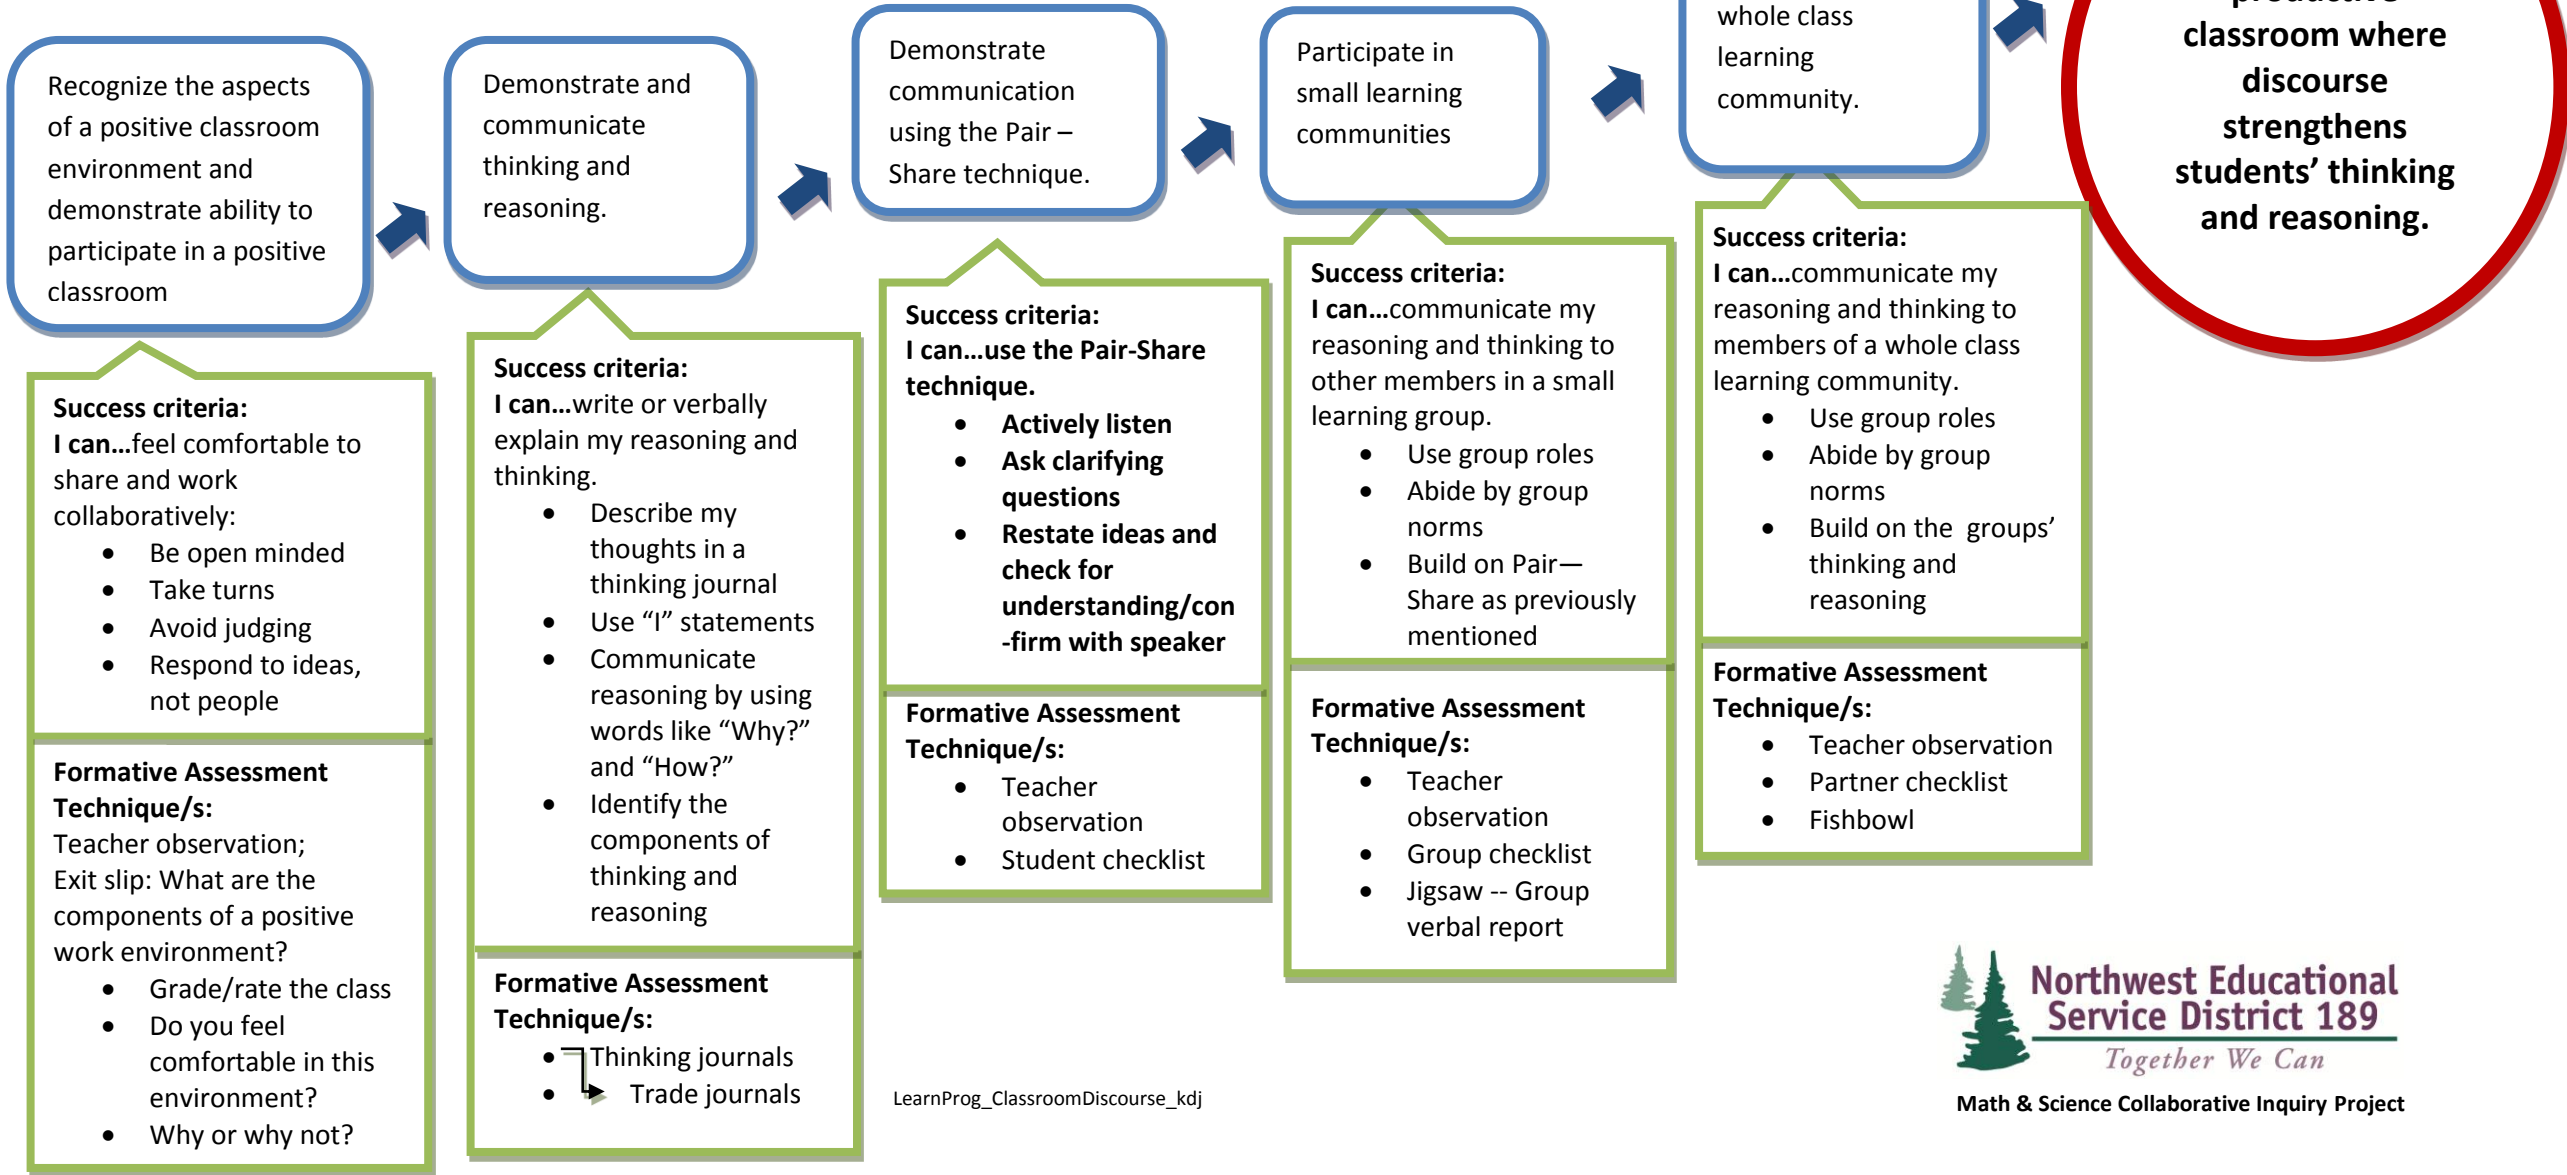 Recognize the aspects
of a positive classroom
environment and
demonstrate ability to
participate in a positive
classroom
Success criteria:
I can…feel comfortable to
share and work
collaboratively:
• Be open minded
• Take turns
• Avoid judging
• Respond to ideas,
not people
Formative Assessment
Technique/s:
Teacher observation;
Exit slip: What are the
components of a positive
work environment?
• Grade/rate the class
• Do you feel
comfortable in this
environment?
• Why or why not?
Demonstrate and
communicate
thinking and
reasoning.
Success criteria:
I can…write or verbally
explain my reasoning and
thinking.
• Describe my
thoughts in a
thinking journal
• Use “I” statements
• Communicate
reasoning by using
words like “Why?”
and “How?”
• Identify the
components of
thinking and
reasoning
Formative Assessment
Technique/s:
• Thinking journals
• Trade journals
Demonstrate
communication
using the Pair –
Share technique.
Success criteria:
I can…use the Pair-Share
technique.
• Actively listen
• Ask clarifying
questions
• Restate ideas and
check for
understanding/con
-firm with speaker
Formative Assessment
Technique/s:
• Teacher
observation
• Student checklist
Participate in
small learning
communities
Success criteria:
I can…communicate my
reasoning and thinking to
other members in a small
learning group.
• Use group roles
• Abide by group
norms
• Build on Pair—
Share as previously
mentioned
Formative Assessment
Technique/s:
• Teacher
observation
• Group checklist
• Jigsaw -- Group
verbal report
whole class
learning
community.
Success criteria:
I can…communicate my
reasoning and thinking to
members of a whole class
learning community.
• Use group roles
• Abide by group
norms
• Build on the groups’
thinking and
reasoning
Formative Assessment
Technique/s:
• Teacher observation
• Partner checklist
• Fishbowl
productive
classroom where
discourse
strengthens
students’ thinking
and reasoning.
LearnProg_ClassroomDiscourse_kdj
Northwest Educational
Service District 189
Together We Can
Math & Science Collaborative Inquiry Project